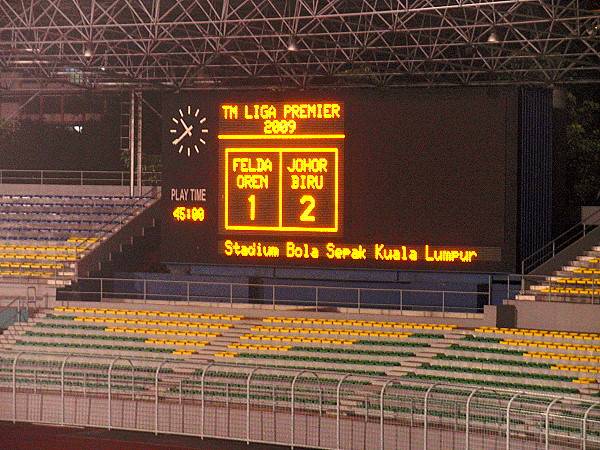 TM LIGA PREMIER
2009
FELDA JOHOR
OREN BIRU
1 2
PLAY TIME
45:00
Stadium Bola Sepak Kuala Lumpur